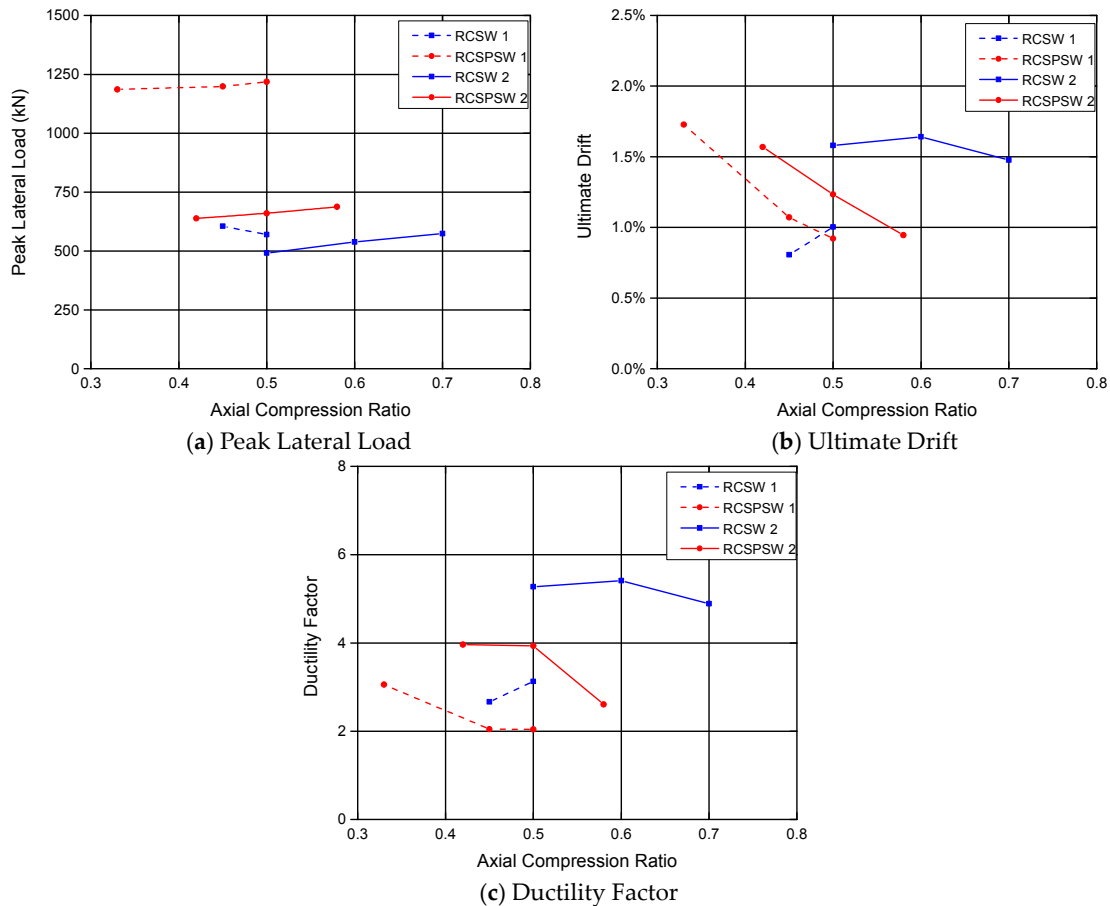 1500
1250
1000
750
500
250
0
Peak Lateral Load (kN)
RCSW 1
RCSPSW 1
RCSW 2
RCSPSW 2
0.3 0.4 0.5 0.6 0.7 0.8
Axial Compression Ratio
(a) Peak Lateral Load
2.5%
2.0%
1.5%
1.0%
0.5%
0.0%
Ultimate Drift
RCSW 1
RCSPSW 1
RCSW 2
RCSPSW 2
0.3 0.4 0.5 0.6 0.7 0.8
Axial Compression Ratio
(b) Ultimate Drift
8
6
4
2
0
Ductility Factor
RCSW 1
RCSPSW 1
RCSW 2
RCSPSW 2
0.3 0.4 0.5 0.6 0.7 0.8
Axial Compression Ratio
(c) Ductility Factor